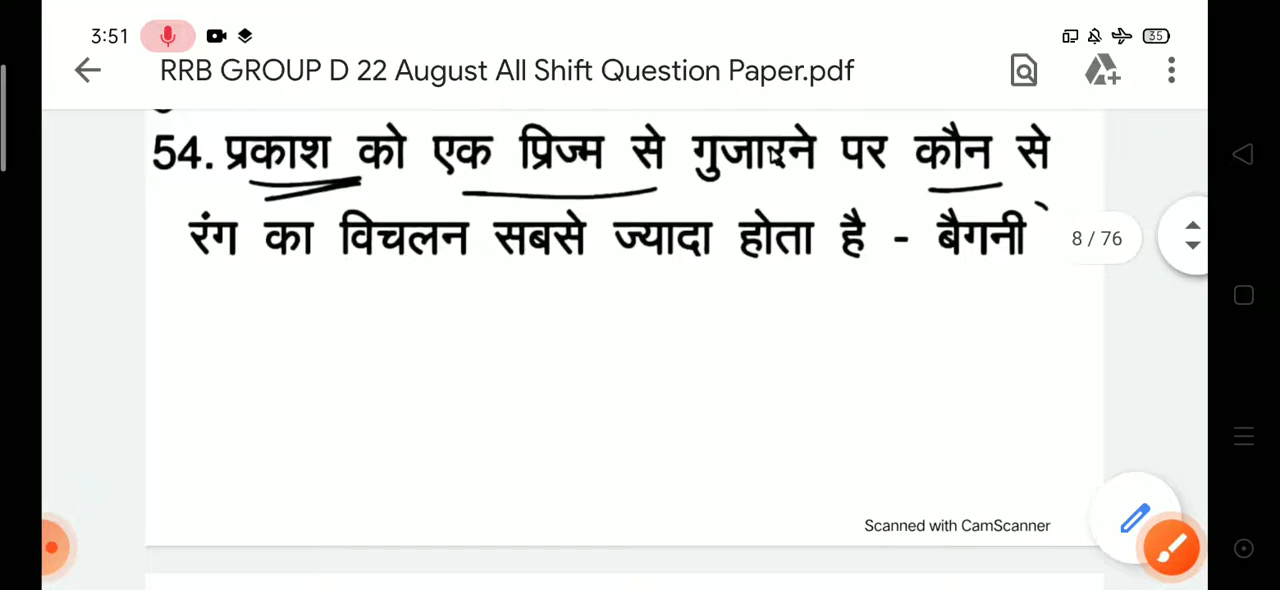 3:51
35
RRB GROUP D 22 August All Shift Question Paper.pdf
54. प्रकाश को एक प्रिज्म से गुजारने पर कौन से
रंग का विचलन सबसे ज्यादा होता है - बैगनी
8 / 76
Scanned with CamScanner